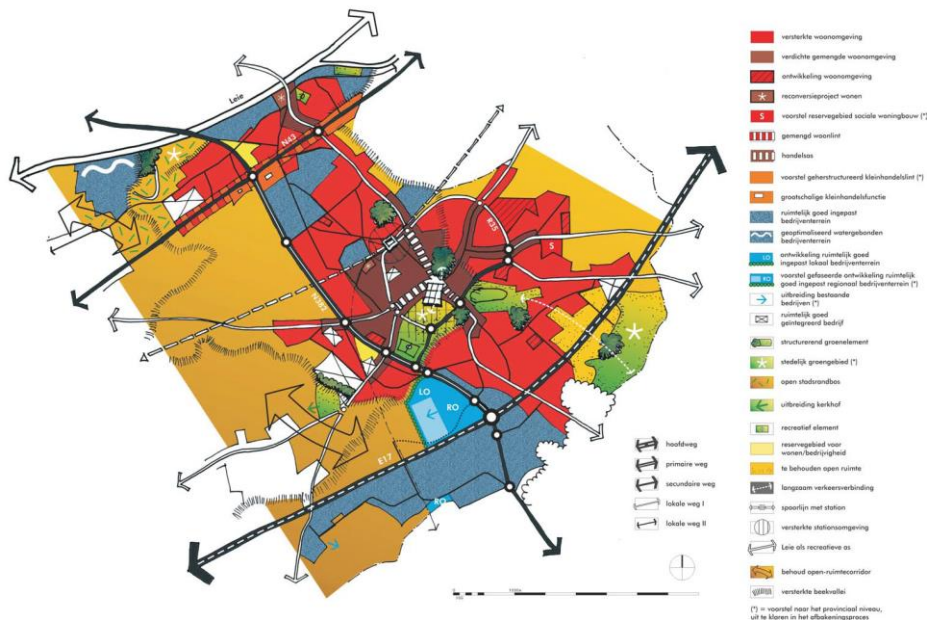 Leie
N43
R35
S
N382
LO
RO
E17
RO
hoofdweg
primaire weg
secundaire weg
lokale weg I
lokale weg II
versterkte woonomgeving
verdichte gemengde woonomgeving
ontwikkeling woonomgeving
reconversieproject wonen
S
voorstel reservegebied sociale woningbouw (*)
gemengd woonlint
handelsas
voorstel geherstructureerd kleinhandelslint (*)
grootschalige kleinhandelsfunctie
ruimtelijk goed ingepast
bedrijventerrein
geoptimaliseerd watergebonden
bedrijventerrein
LO
ontwikkeling ruimtelijk goed
ingepast lokaal bedrijventerrein
RO
voorstel gefaseerde ontwikkeling ruimtelijk
goed ingepast regionaal bedrijventerrein (*)
uitbreiding bestaande
bedrijven (*)
ruimtelijk goed
geïntegreerd bedrijf
structurerend groenelement
stedelijk groengebied (*)
open stadsrandbos
uitbreiding kerkhof
recreatief element
reservegebied voor
wonen/bedrijvigheid
te behouden open ruimte
langzaam verkeersverbinding
spoorlijn met station
versterkte stationsomgeving
Leie als recreatieve as
behoud open-ruimtecorridor
versterkte beekvallei
(*) = voorstel naar het provinciaal niveau,
uit te klaren in het afbakeningsproces